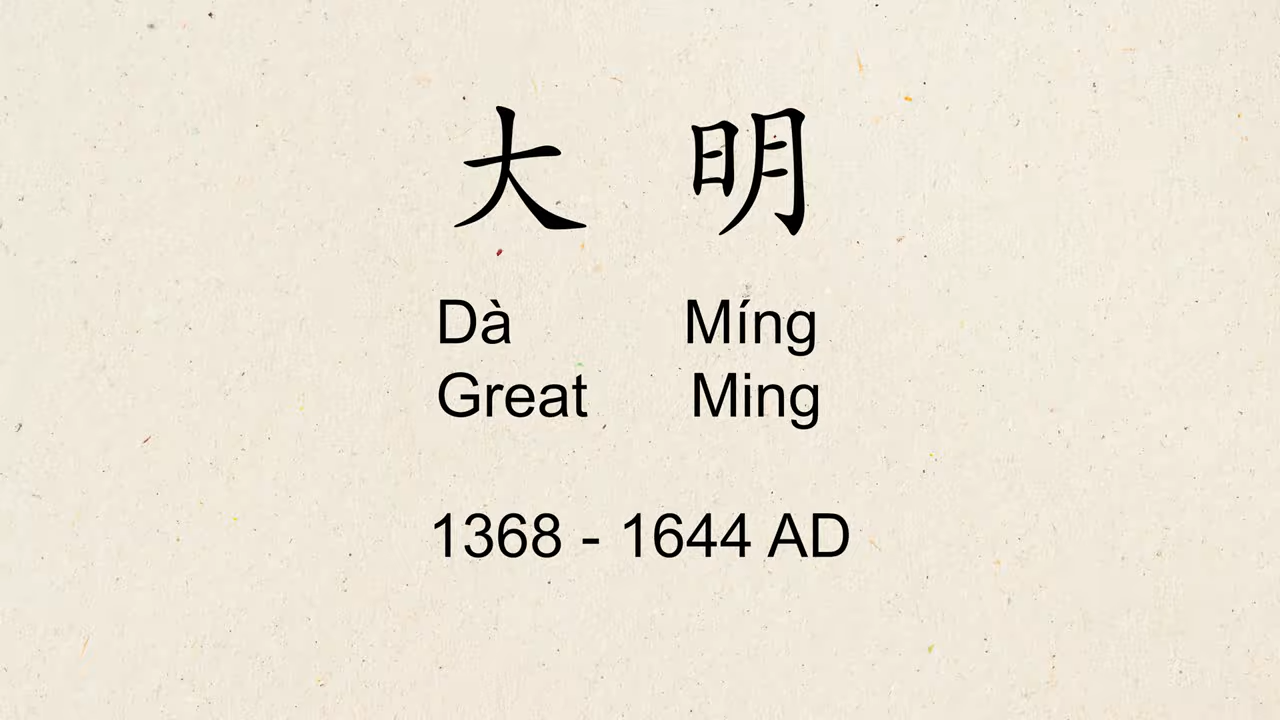 大 明
Dà Míng
Great Ming
1368 - 1644 AD